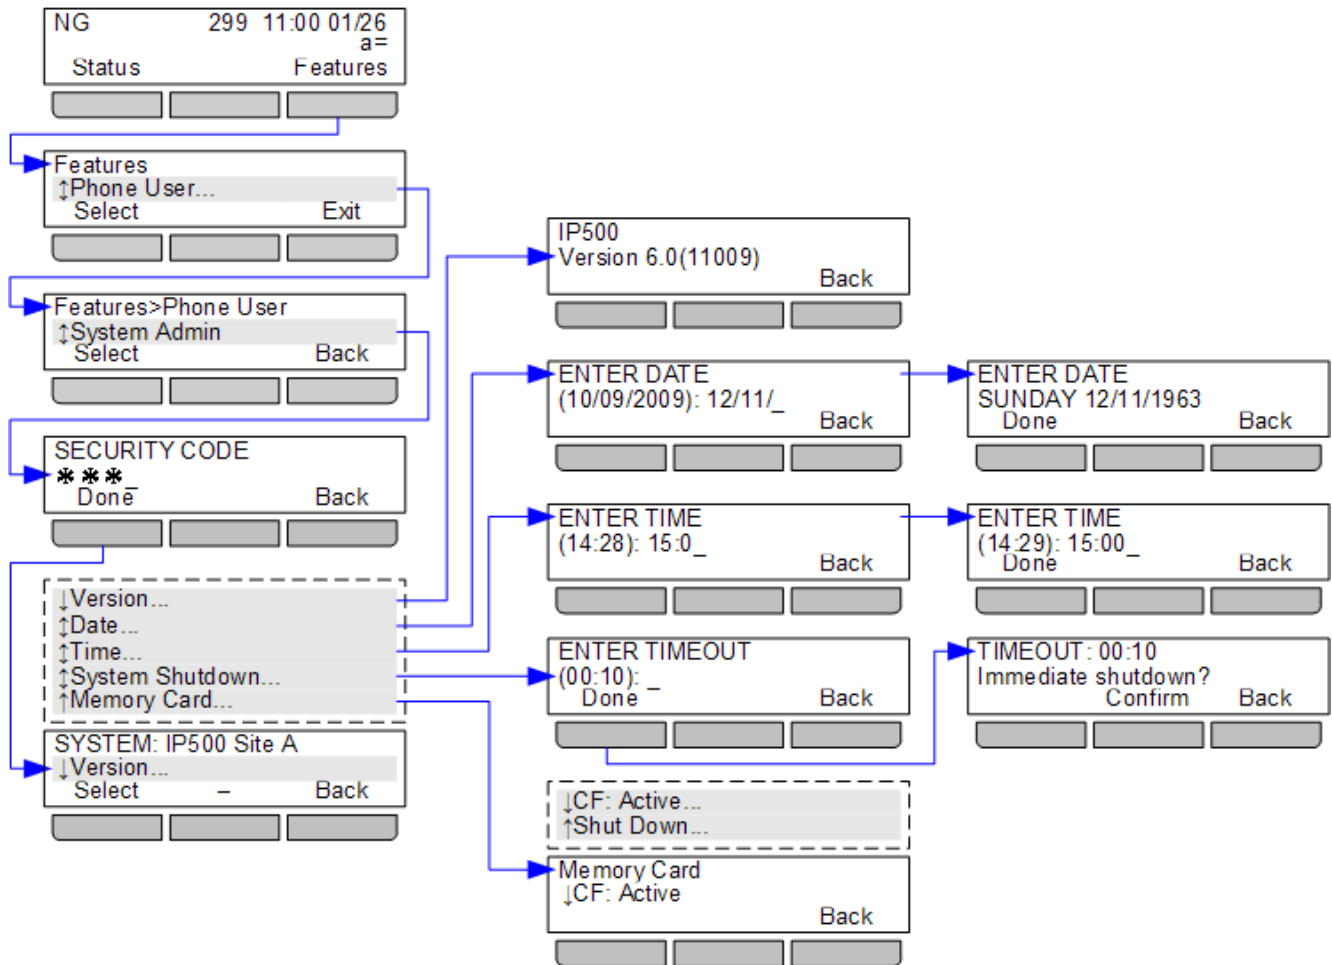 NG 299 11:00 01/26
a=
Status Features
Features
↕Phone User...
Select Exit
Features>Phone User
↕System Admin
Select Back
SECURITY CODE
***_
Done Back
↓Version...
↕Date...
↕Time...
↕System Shutdown...
↑Memory Card...
SYSTEM: IP500 Site A
↓Version...
Select – Back
IP500
Version 6.0(11009)
Back
ENTER DATE
(10/09/2009): 12/11/_
Back
ENTER DATE
SUNDAY 12/11/1963
Done Back
ENTER TIME
(14:28): 15:0_
Back
ENTER TIME
(14:29): 15:00_
Done Back
ENTER TIMEOUT
(00:10): _
Done Back
TIMEOUT: 00:10
Immediate shutdown?
Confirm Back
↓CF: Active...
↑Shut Down...
Memory Card
↓CF: Active
Back